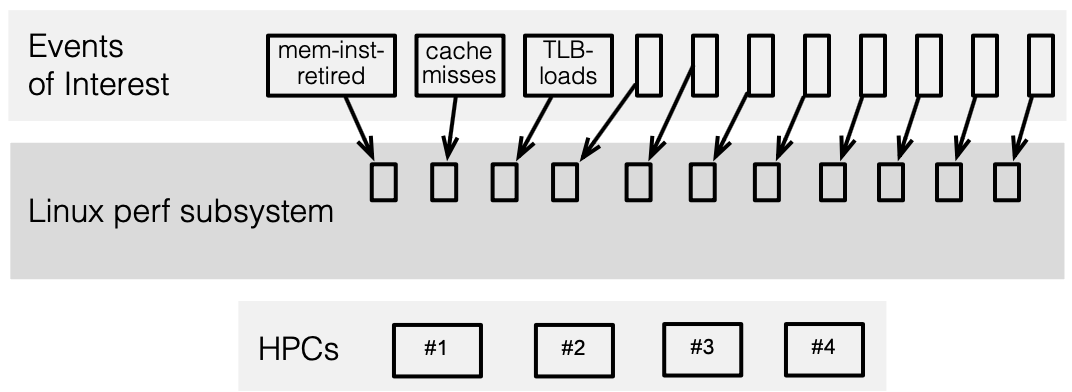 Events
of Interest
mem-inst-
retired
cache
misses
TLB-
loads
Linux perf subsystem
HPCs
#1
#2
#3
#4